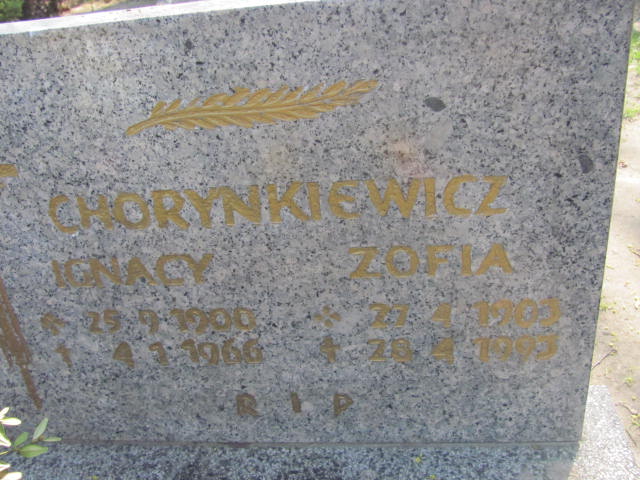 CHORYNKIEWICZ
IGNACY ZOFIA
* 25 9 1900 * 27 4 1903
† 4 1 1966 † 28 4 1993
R I P